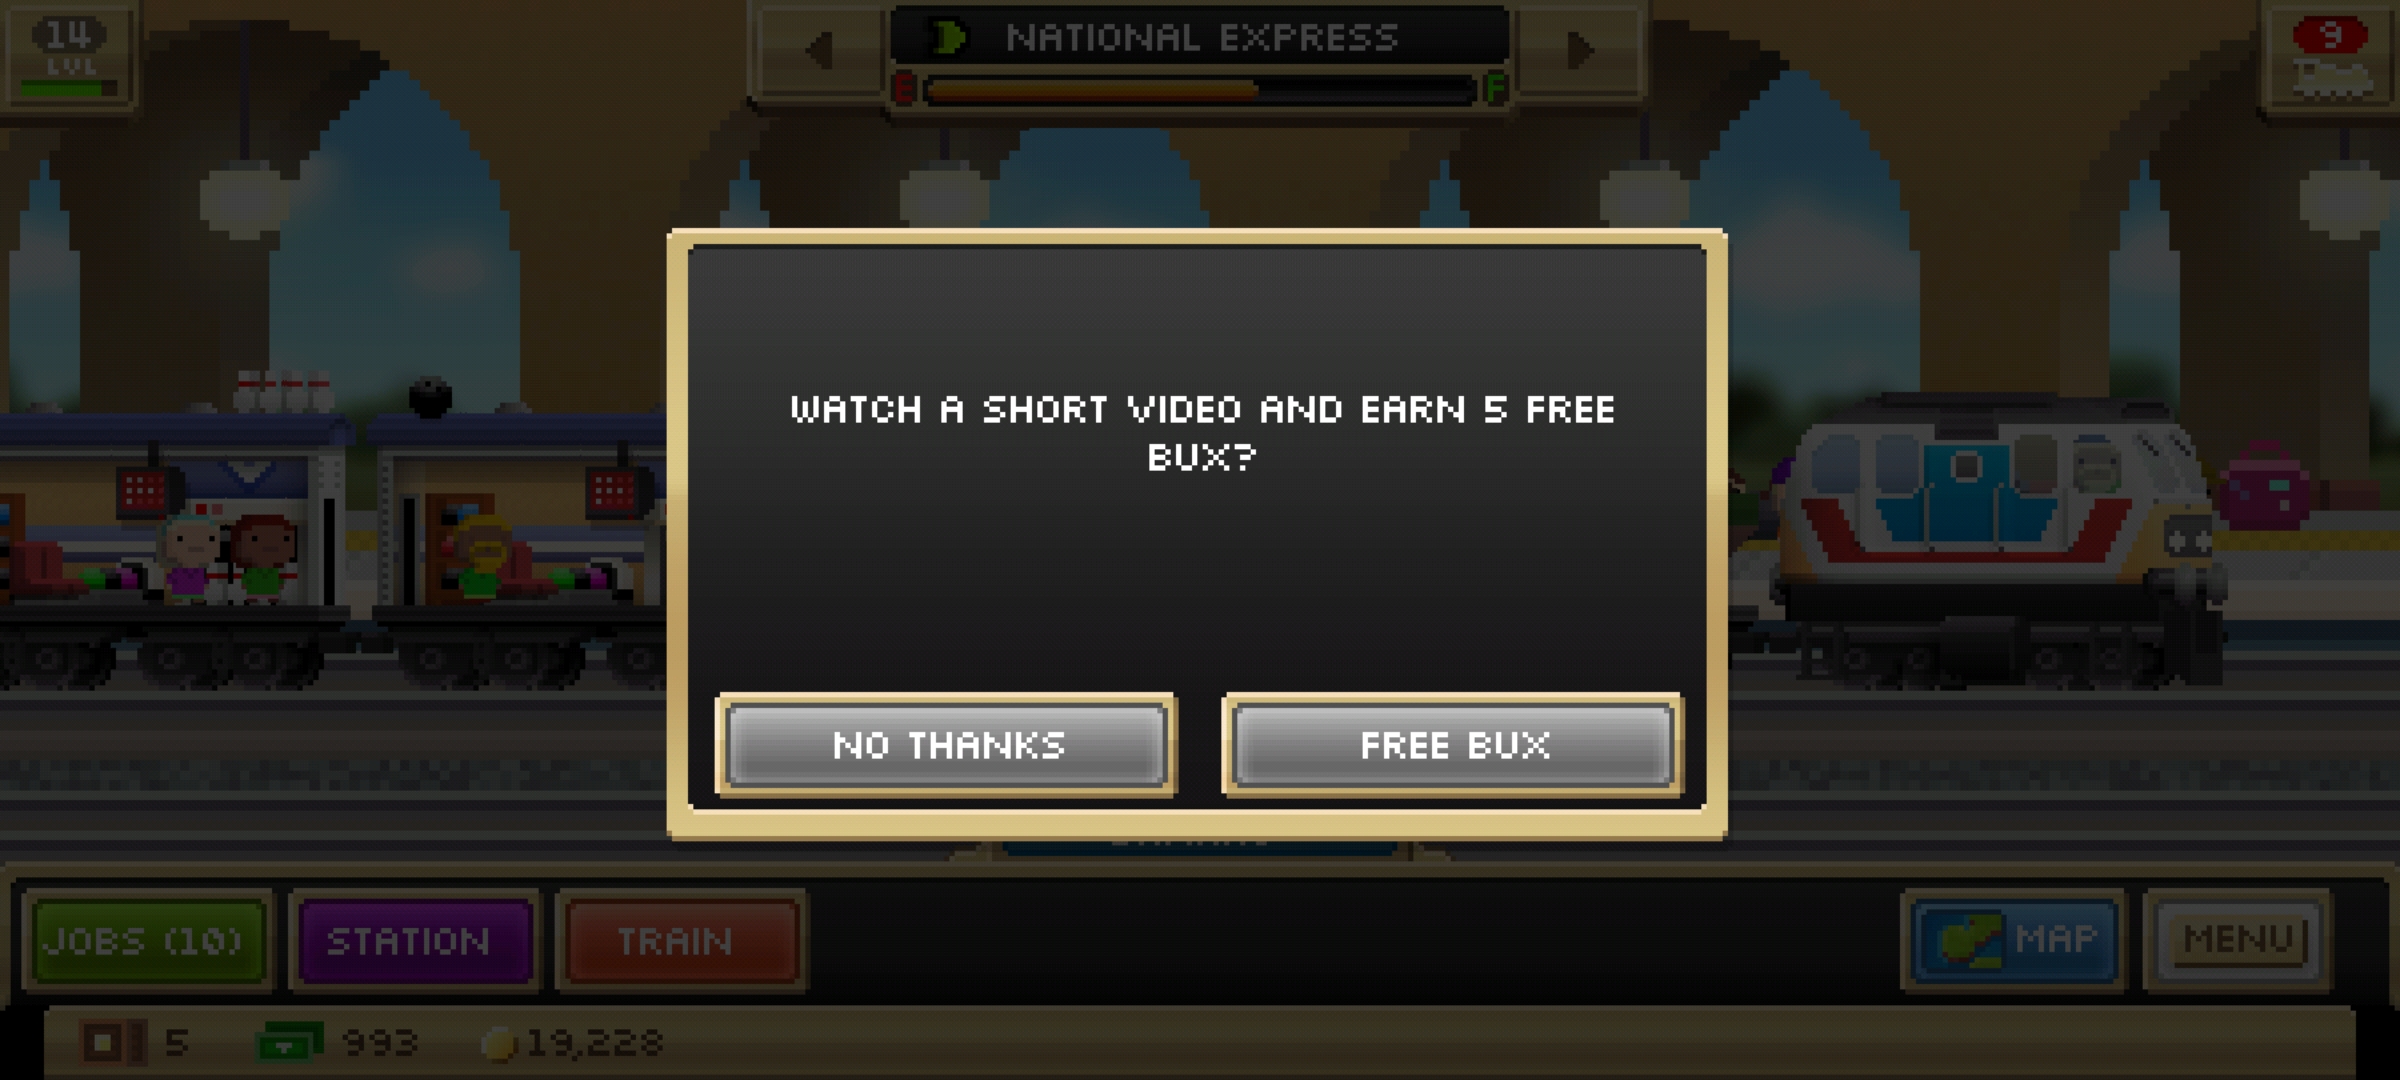 14
LVL
NATIONAL EXPRESS
E
F
9
WATCH A SHORT VIDEO AND EARN 5 FREE
BUX?
NO THANKS
FREE BUX
JOBS (10)
STATION
TRAIN
MAP
MENU
5
993
19,228